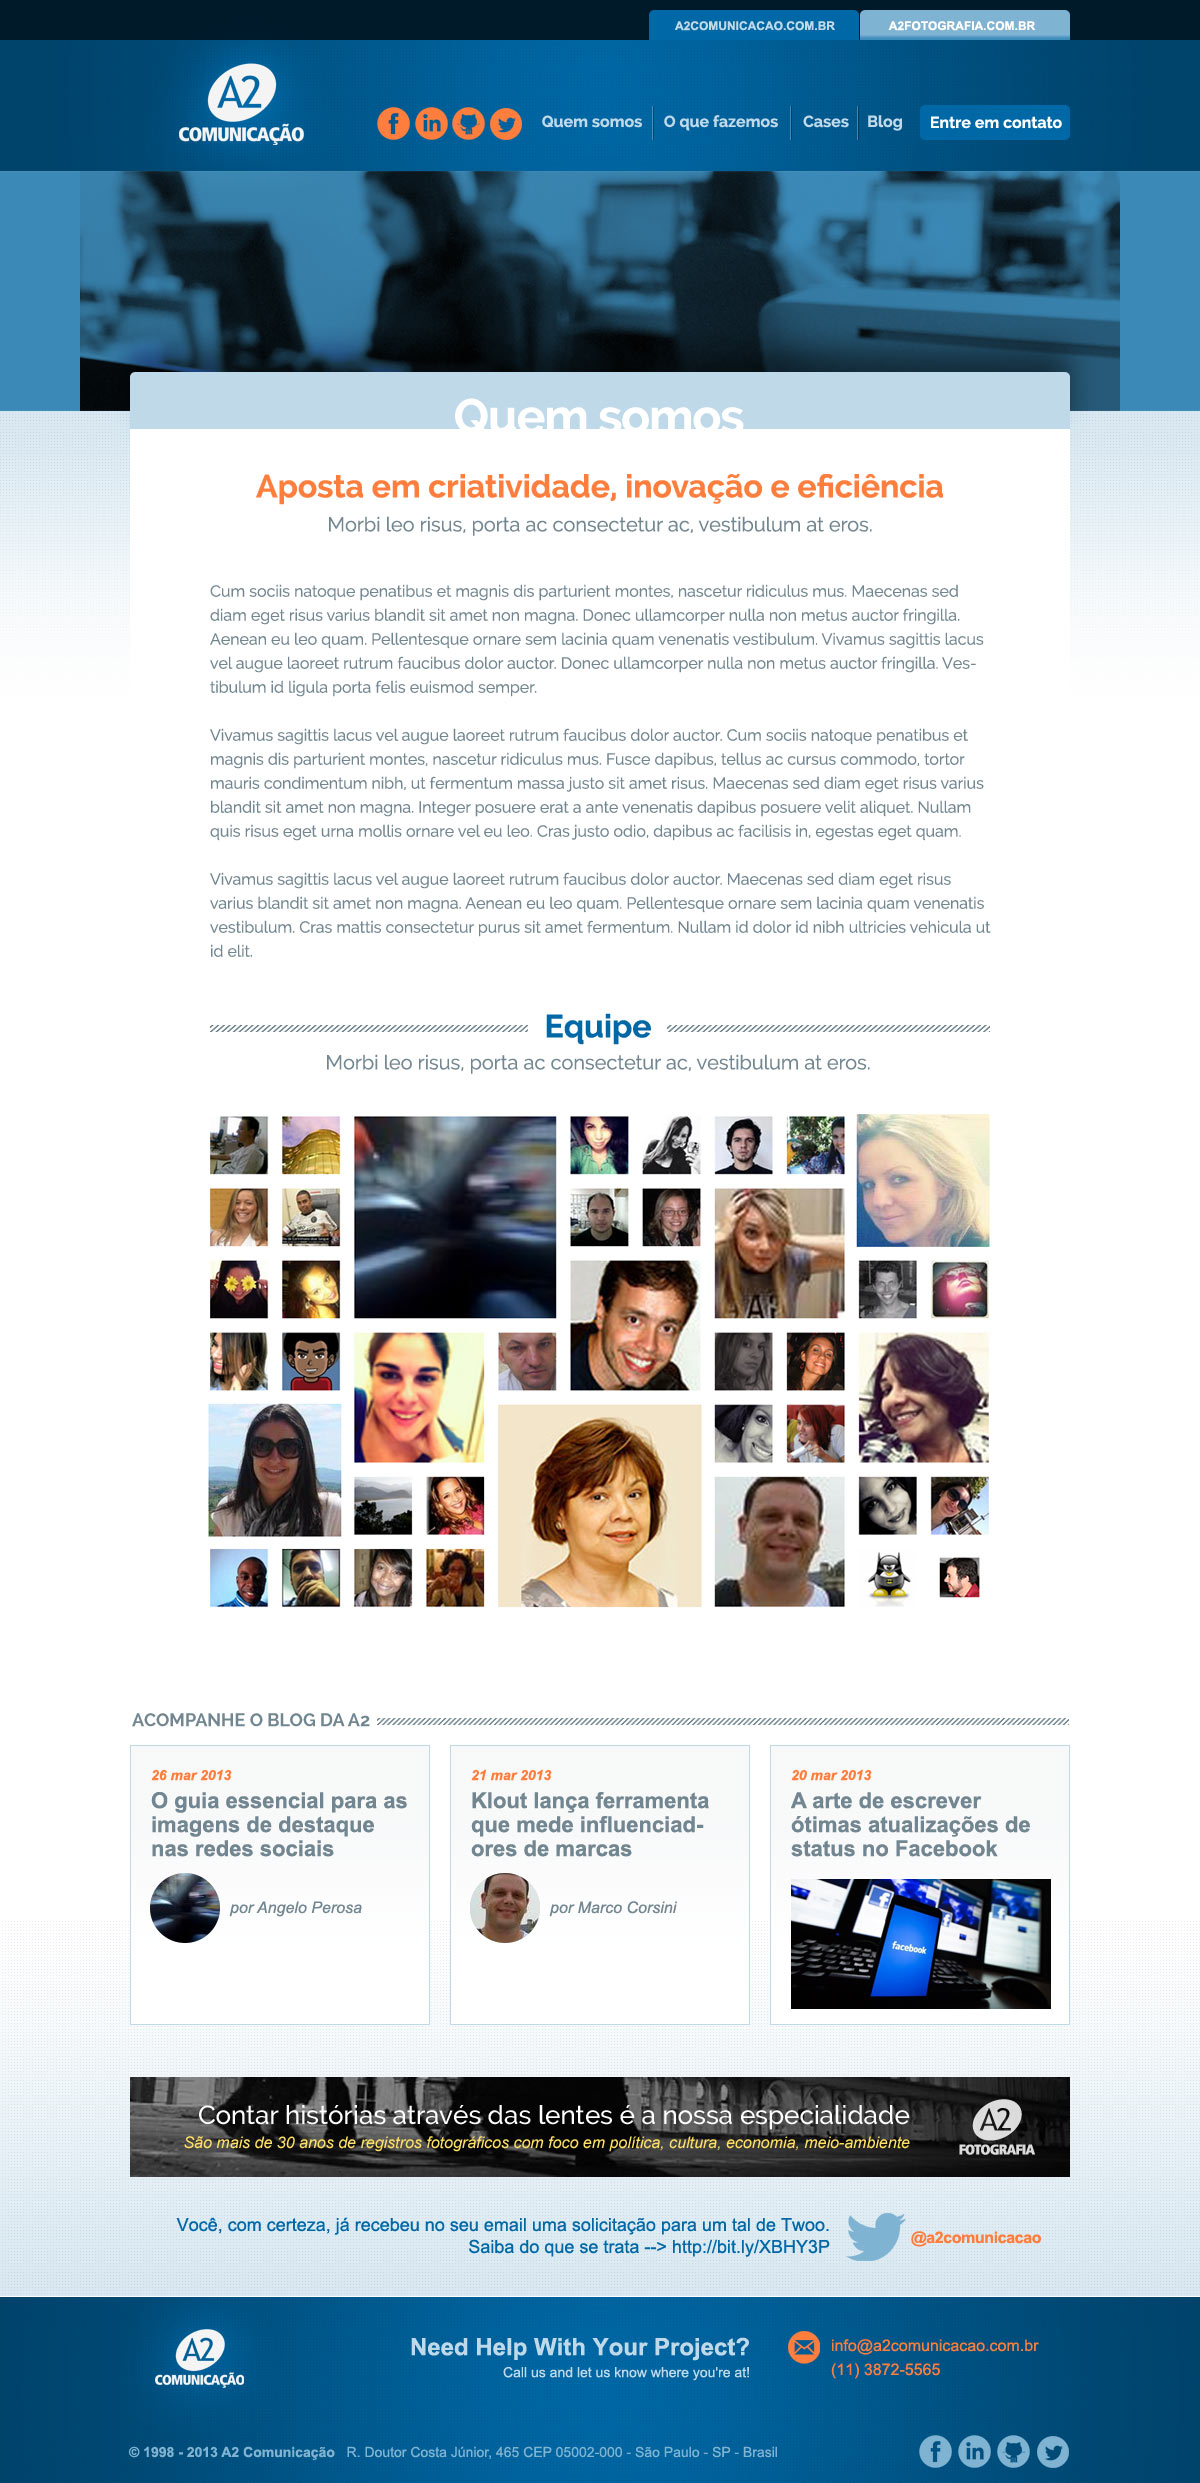 A2COMUNICACAO.COM.BR
A2FOTOGRAFIA.COM.BR
A2
COMUNICAÇÃO
Quem somos
O que fazemos
Cases
Blog
Entre em contato
Quem somos
Aposta em criatividade, inovação e eficiência
Morbi leo risus, porta ac consectetur ac, vestibulum at eros.
Cum sociis natoque penatibus et magnis dis parturient montes, nascetur ridiculus mus. Maecenas sed
diam eget risus varius blandit sit amet non magna. Donec ullamcorper nulla non metus auctor fringilla.
Aenean eu leo quam. Pellentesque ornare sem lacinia quam venenatis vestibulum. Vivamus sagittis lacus
vel augue laoreet rutrum faucibus dolor auctor. Donec ullamcorper nulla non metus auctor fringilla. Ves-
tibulum id ligula porta felis euismod semper.
Vivamus sagittis lacus vel augue laoreet rutrum faucibus dolor auctor. Cum sociis natoque penatibus et
magnis dis parturient montes, nascetur ridiculus mus. Fusce dapibus, tellus ac cursus commodo, tortor
mauris condimentum nibh, ut fermentum massa justo sit amet risus. Maecenas sed diam eget risus varius
blandit sit amet non magna. Integer posuere erat a ante venenatis dapibus posuere velit aliquet. Nullam
quis risus eget urna mollis ornare vel eu leo. Cras justo odio, dapibus ac facilisis in, egestas eget quam.
Vivamus sagittis lacus vel augue laoreet rutrum faucibus dolor auctor. Maecenas sed diam eget risus
varius blandit sit amet non magna. Aenean eu leo quam. Pellentesque ornare sem lacinia quam venenatis
vestibulum. Cras mattis consectetur purus sit amet fermentum. Nullam id dolor id nibh ultricies vehicula ut
id elit.
Equipe
Morbi leo risus, porta ac consectetur ac, vestibulum at eros.
ACOMPANHE O BLOG DA A2
26 mar 2013
O guia essencial para as
imagens de destaque
nas redes sociais
por Angelo Perosa
21 mar 2013
Klout lança ferramenta
que mede influenciad-
ores de marcas
por Marco Corsini
20 mar 2013
A arte de escrever
ótimas atualizações de
status no Facebook
facebook
Contar histórias através das lentes é a nossa especialidade
São mais de 30 anos de registros fotográficos com foco em política, cultura, economia, meio-ambiente
A2
FOTOGRAFIA
Você, com certeza, já recebeu no seu email uma solicitação para um tal de Twoo.
Saiba do que se trata --> http://bit.ly/XBHY3P
@a2comunicacao
A2
COMUNICAÇÃO
Need Help With Your Project?
Call us and let us know where you're at!
info@a2comunicacao.com.br
(11) 3872-5565
© 1998 - 2013 A2 Comunicação R. Doutor Costa Júnior, 465 CEP 05002-000 - São Paulo - SP - Brasil